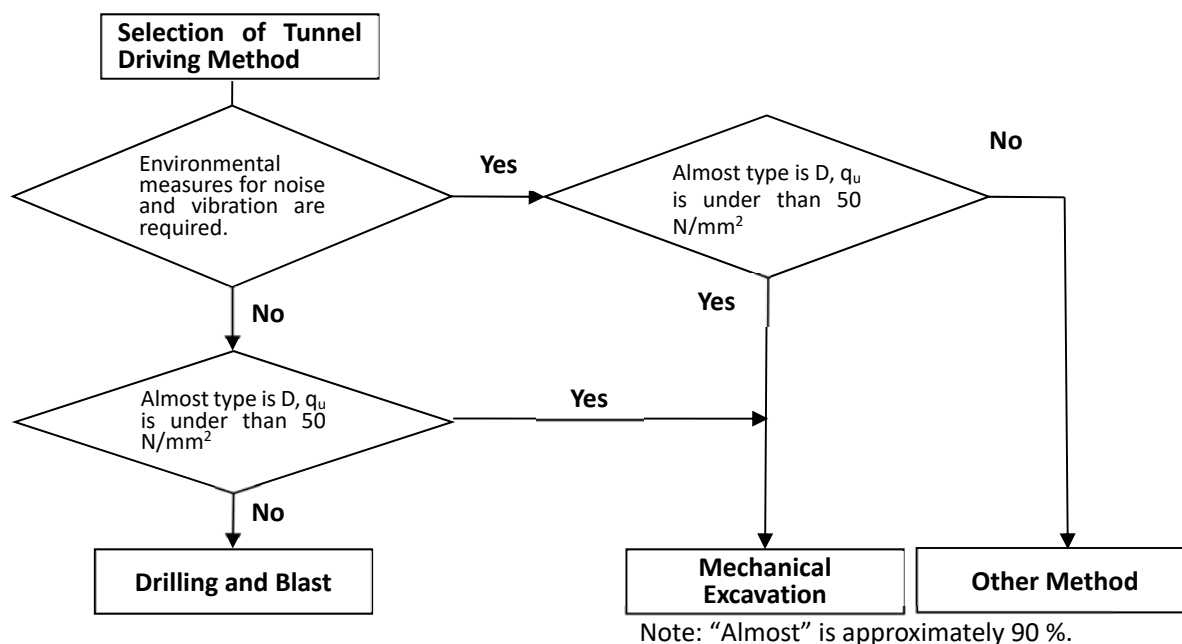 Selection of Tunnel
Driving Method
Environmental
measures for noise
and vibration are
required.
Yes
Almost type is D, qu
is under than 50
N/mm2
No
Yes
No
Almost type is D, qu
is under than 50
N/mm2
Yes
No
Drilling and Blast
Mechanical
Excavation
Other Method
Note: “Almost” is approximately 90 %.